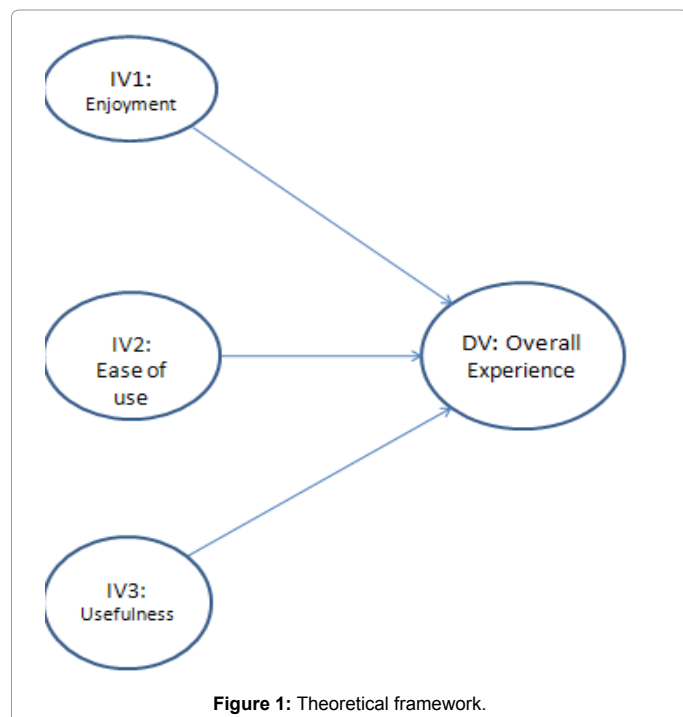 IV1:
Enjoyment
IV2:
Ease of
use
DV: Overall
Experience
IV3:
Usefulness
Figure 1: Theoretical framework.